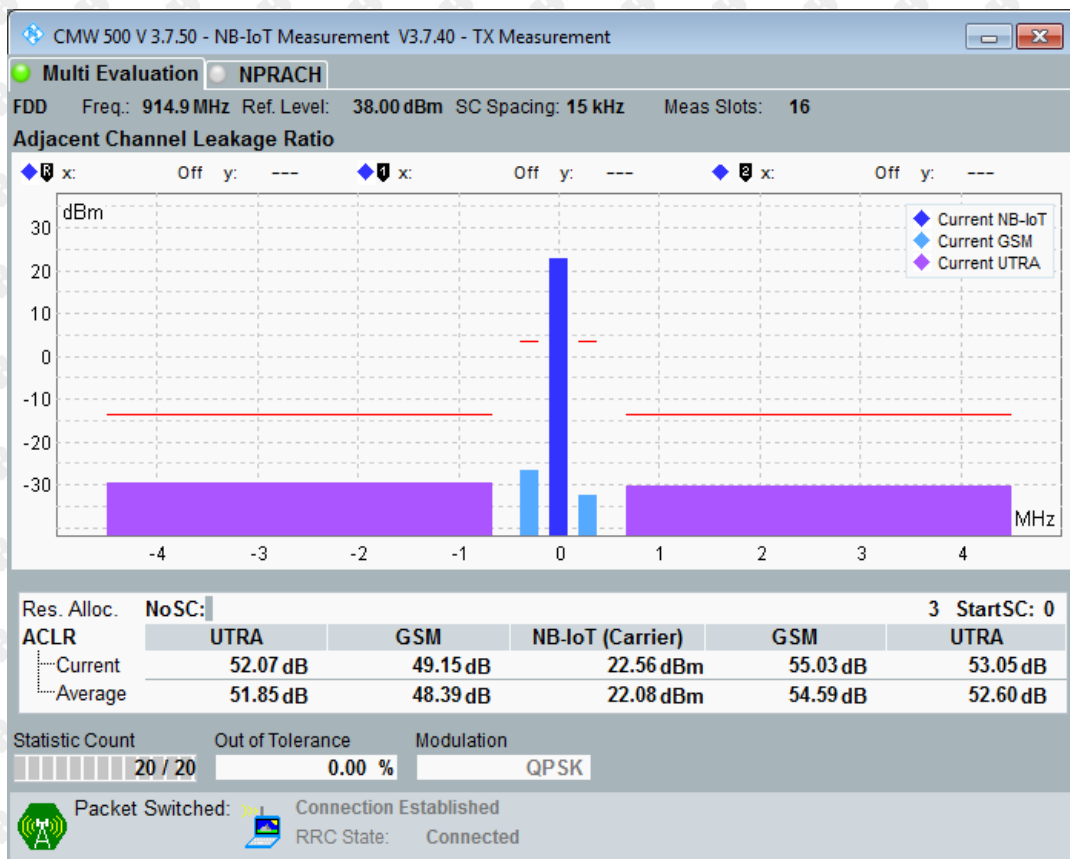 CMW 500 V 3.7.50 - NB-IoT Measurement V3.7.40 - TX Measurement
Multi Evaluation NPRACH
FDD Freq.: 914.9 MHz Ref. Level: 38.00 dBm SC Spacing: 15 kHz Meas Slots: 16
Adjacent Channel Leakage Ratio
R x: Off y: --- 1 x: Off y: --- 2 x: Off y: ---
dBm
Current NB-IoT
Current GSM
Current UTRA
30
20
10
0
-10
-20
-30
MHz
-4 -3 -2 -1 0 1 2 3 4
Res. Alloc. NoSC: 3 StartSC: 0
ACLR UTRA GSM NB-IoT (Carrier) GSM UTRA
Current 52.07 dB 49.15 dB 22.56 dBm 55.03 dB 53.05 dB
Average 51.85 dB 48.39 dB 22.08 dBm 54.59 dB 52.60 dB
Statistic Count Out of Tolerance Modulation
20 / 20 0.00 % QPSK
Packet Switched: Connection Established
RRC State: Connected